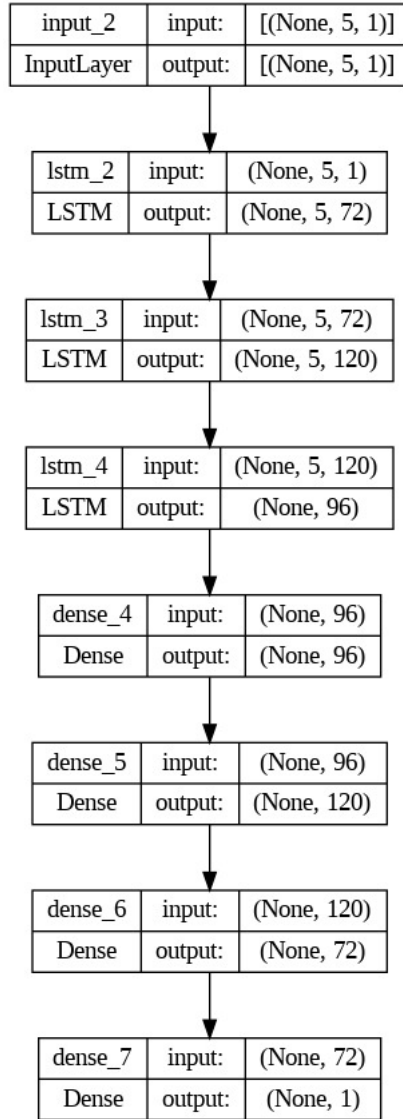 input_2 input: [(None, 5, 1)]
InputLayer output: [(None, 5, 1)]
lstm_2 input: (None, 5, 1)
LSTM output: (None, 5, 72)
lstm_3 input: (None, 5, 72)
LSTM output: (None, 5, 120)
lstm_4 input: (None, 5, 120)
LSTM output: (None, 96)
dense_4 input: (None, 96)
Dense output: (None, 96)
dense_5 input: (None, 96)
Dense output: (None, 120)
dense_6 input: (None, 120)
Dense output: (None, 72)
dense_7 input: (None, 72)
Dense output: (None, 1)